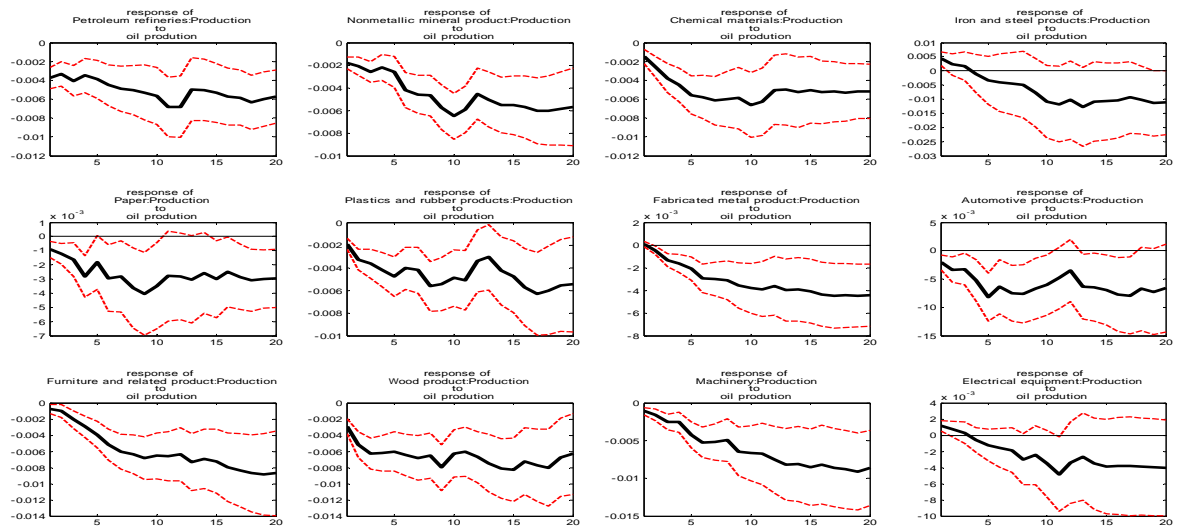 response of
Petroleum refineries:Production
to
oil prodution
0
-0.002
-0.004
-0.006
-0.008
-0.01
-0.012
5 10 15 20
response of
Nonmetallic mineral product:Production
to
oil prodution
0
-0.002
-0.004
-0.006
-0.008
-0.01
5 10 15 20
response of
Chemical materials:Production
to
oil prodution
0
-0.002
-0.004
-0.006
-0.008
-0.01
-0.012
5 10 15 20
response of
Iron and steel products:Production
to
oil prodution
0.01
0.005
0
-0.005
-0.01
-0.015
-0.02
-0.025
-0.03
5 10 15 20
response of
Paper:Production
to
oil prodution
x 10⁻³
1
0
-1
-2
-3
-4
-5
-6
-7
5 10 15 20
response of
Plastics and rubber products:Production
to
oil prodution
0
-0.002
-0.004
-0.006
-0.008
-0.01
5 10 15 20
response of
Fabricated metal product:Production
to
oil prodution
x 10⁻³
2
0
-2
-4
-6
-8
5 10 15 20
response of
Automotive products:Production
to
oil prodution
x 10⁻³
5
0
-5
-10
-15
5 10 15 20
response of
Furniture and related product:Production
to
oil prodution
0
-0.002
-0.004
-0.006
-0.008
-0.01
-0.012
-0.014
5 10 15 20
response of
Wood product:Production
to
oil prodution
0
-0.002
-0.004
-0.006
-0.008
-0.01
-0.012
-0.014
5 10 15 20
response of
Machinery:Production
to
oil prodution
0
-0.005
-0.01
-0.015
5 10 15 20
response of
Electrical equipment:Production
to
oil prodution
x 10⁻³
4
2
0
-2
-4
-6
-8
-10
5 10 15 20